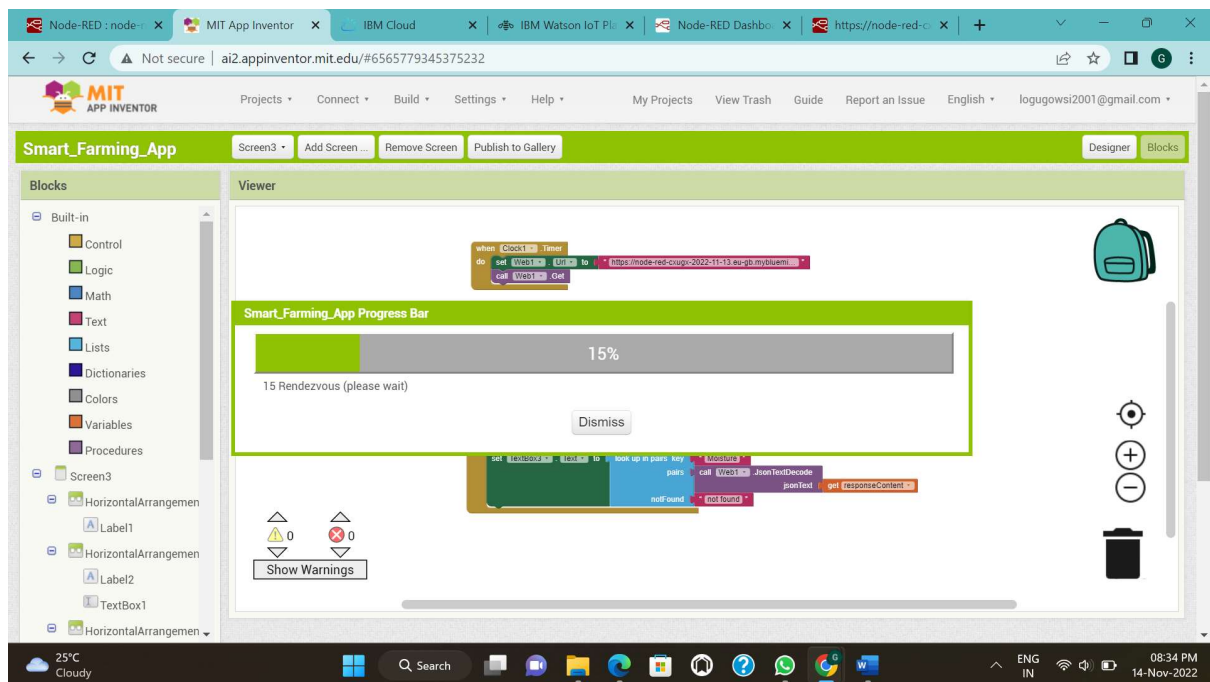 Node-RED : node-r
MIT App Inventor
IBM Cloud
IBM Watson IoT Pla
Node-RED Dashbo
https://node-red-c
Not secure | ai2.appinventor.mit.edu/#6565779345375232
G
MIT
APP INVENTOR
Projects
Connect
Build
Settings
Help
My Projects
View Trash
Guide
Report an Issue
English
logugowsi2001@gmail.com
Smart_Farming_App
Screen3
Add Screen ...
Remove Screen
Publish to Gallery
Designer
Blocks
Blocks
Viewer
Built-in
Control
Logic
Math
Text
Lists
Dictionaries
Colors
Variables
Procedures
Screen3
HorizontalArrangemen
Label1
HorizontalArrangemen
Label2
TextBox1
HorizontalArrangemen
when Clock1 . Timer
do set Web1 . Url to " https://node-red-cxugx-2022-11-13.eu-gb.mybluemi... "
call Web1 . Get
Smart_Farming_App Progress Bar
15%
15 Rendezvous (please wait)
Dismiss
set TextBox3 . Text to look up in pairs key " Moisture "
pairs call Web1 . JsonTextDecode
jsonText get responseContent
notFound " not found "
0
0
Show Warnings
25°C
Cloudy
Search
ENG
IN
08:34 PM
14-Nov-2022